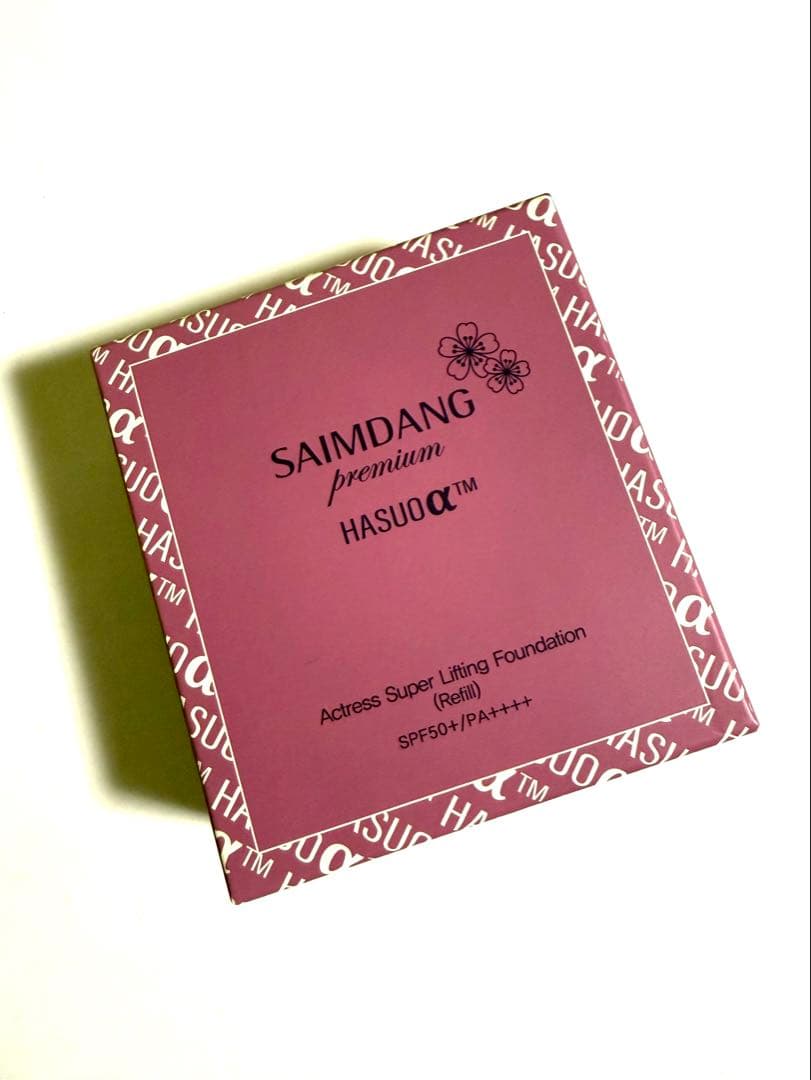 SAIMDANG
premium
HASUOα™
Actress Super Lifting Foundation
(Refill)
SPF50+/PA++++